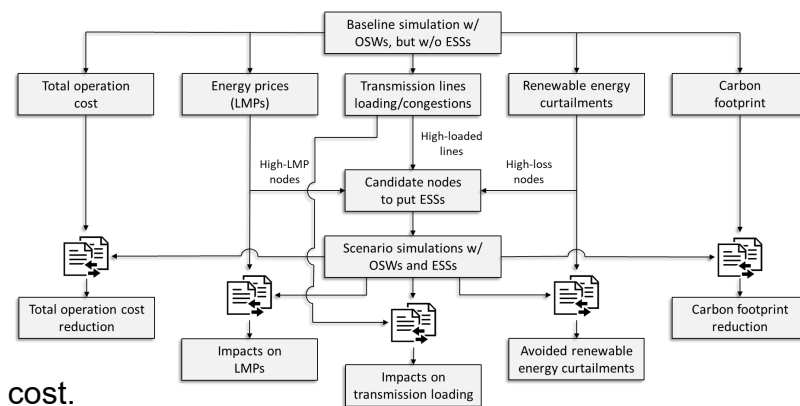 Baseline simulation w/
OSWs, but w/o ESSs
Total operation
cost
Energy prices
(LMPs)
Transmission lines
loading/congestions
Renewable energy
curtailments
Carbon
footprint
High-loaded
lines
High-LMP
nodes
High-loss
nodes
Candidate nodes
to put ESSs
Scenario simulations w/
OSWs and ESSs
Total operation cost
reduction
Impacts on
LMPs
Impacts on
transmission loading
Avoided renewable
energy curtailments
Carbon footprint
reduction
cost.